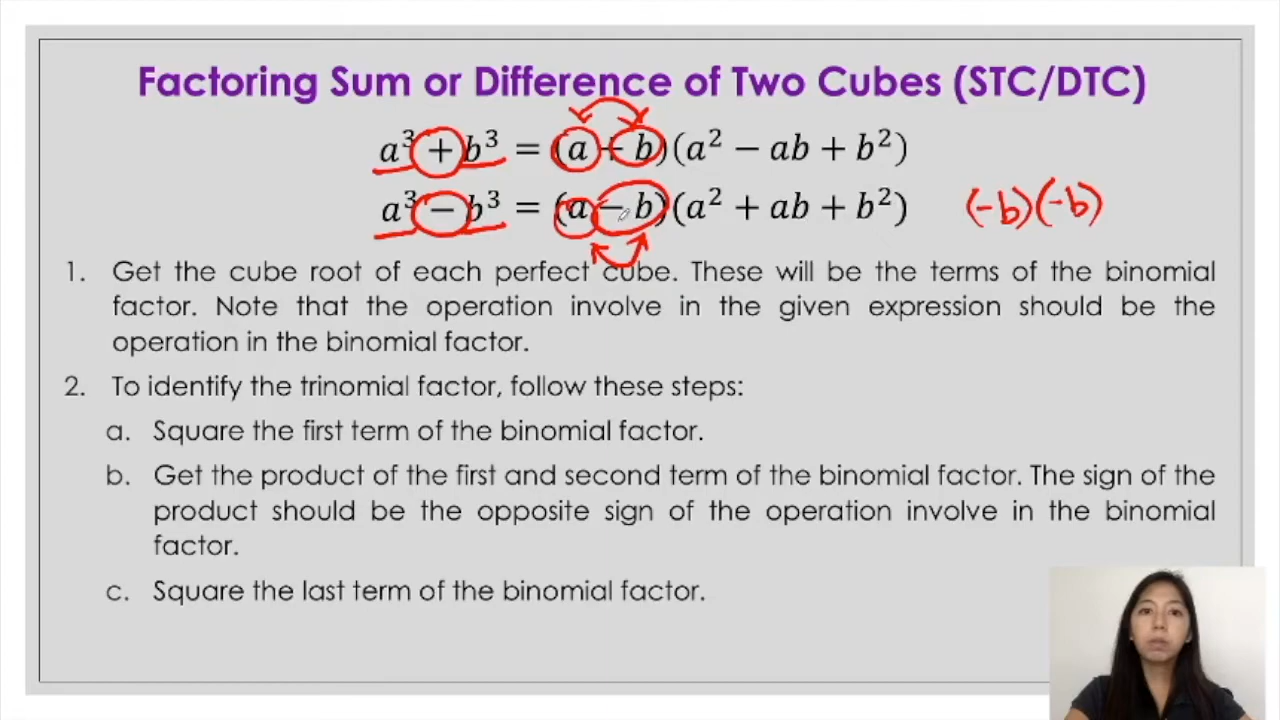 Factoring Sum or Difference of Two Cubes (STC/DTC)
a³ + b³ = (a + b)(a² − ab + b²)
a³ − b³ = (a − b)(a² + ab + b²) (-b)(-b)
1. Get the cube root of each perfect cube. These will be the terms of the binomial
factor. Note that the operation involve in the given expression should be the
operation in the binomial factor.
2. To identify the trinomial factor, follow these steps:
a. Square the first term of the binomial factor.
b. Get the product of the first and second term of the binomial factor. The sign of the
product should be the opposite sign of the operation involve in the binomial
factor.
c. Square the last term of the binomial factor.